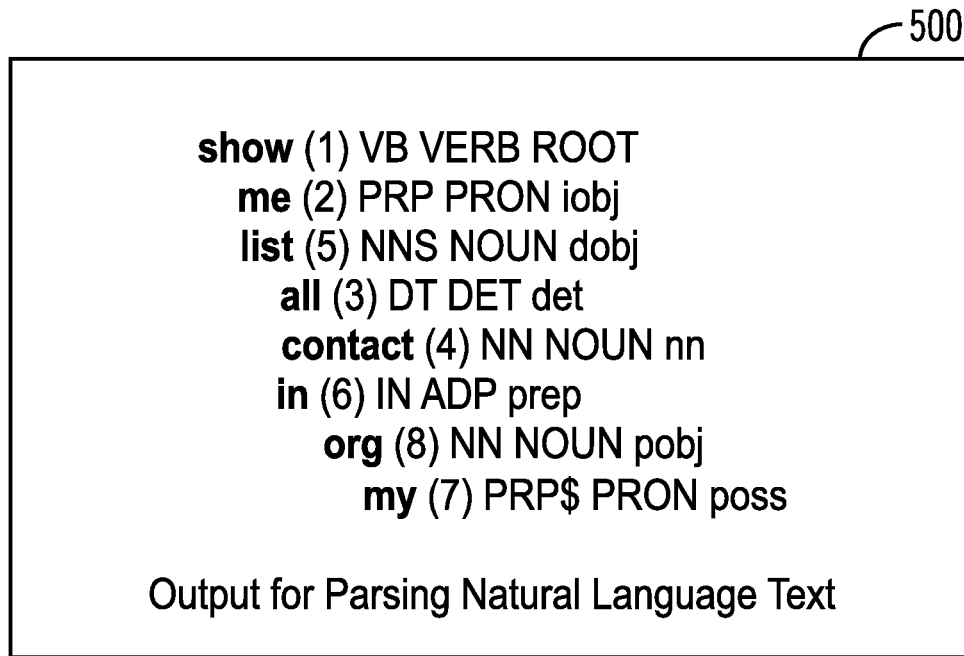 500
show (1) VB VERB ROOT
me (2) PRP PRON iobj
list (5) NNS NOUN dobj
all (3) DT DET det
contact (4) NN NOUN nn
in (6) IN ADP prep
org (8) NN NOUN pobj
my (7) PRP$ PRON poss
Output for Parsing Natural Language Text